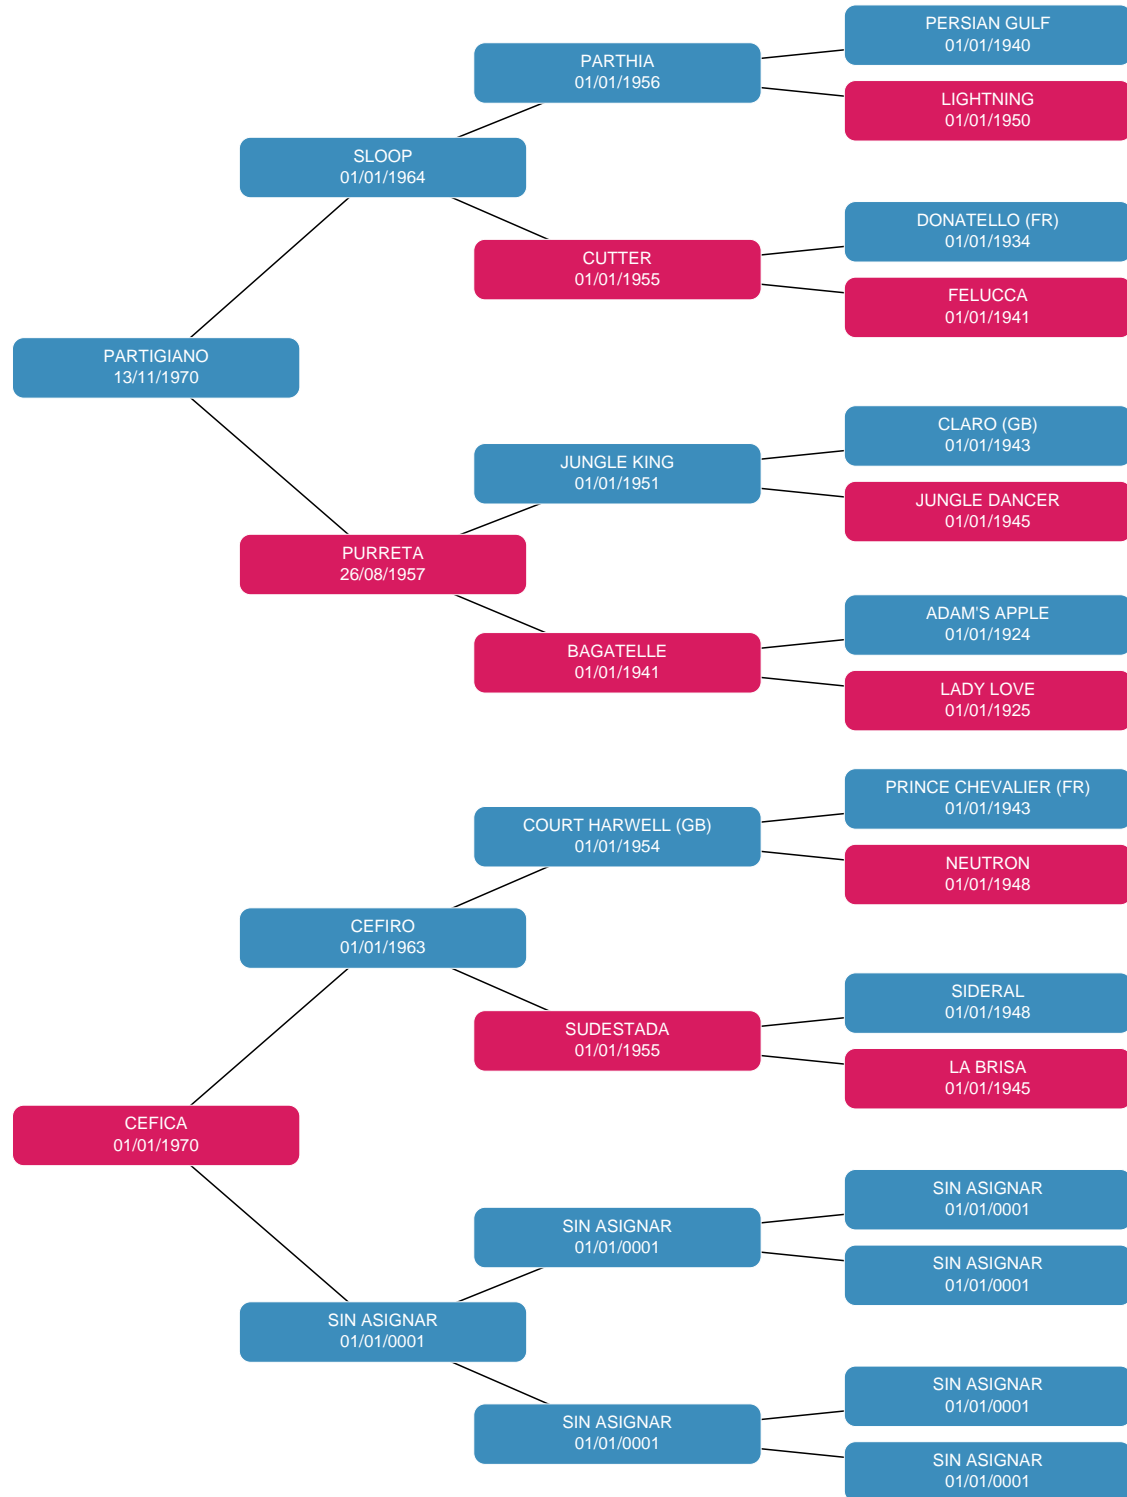 PERSIAN GULF
01/01/1940
PARTHIA
01/01/1956
LIGHTNING
01/01/1950
SLOOP
01/01/1964
DONATELLO (FR)
01/01/1934
CUTTER
01/01/1955
FELUCCA
01/01/1941
PARTIGIANO
13/11/1970
CLARO (GB)
01/01/1943
JUNGLE KING
01/01/1951
JUNGLE DANCER
01/01/1945
PURRETA
26/08/1957
ADAM'S APPLE
01/01/1924
BAGATELLE
01/01/1941
LADY LOVE
01/01/1925
PRINCE CHEVALIER (FR)
01/01/1943
COURT HARWELL (GB)
01/01/1954
NEUTRON
01/01/1948
CEFIRO
01/01/1963
SIDERAL
01/01/1948
SUDESTADA
01/01/1955
LA BRISA
01/01/1945
CEFICA
01/01/1970
SIN ASIGNAR
01/01/0001
SIN ASIGNAR
01/01/0001
SIN ASIGNAR
01/01/0001
SIN ASIGNAR
01/01/0001
SIN ASIGNAR
01/01/0001
SIN ASIGNAR
01/01/0001
SIN ASIGNAR
01/01/0001